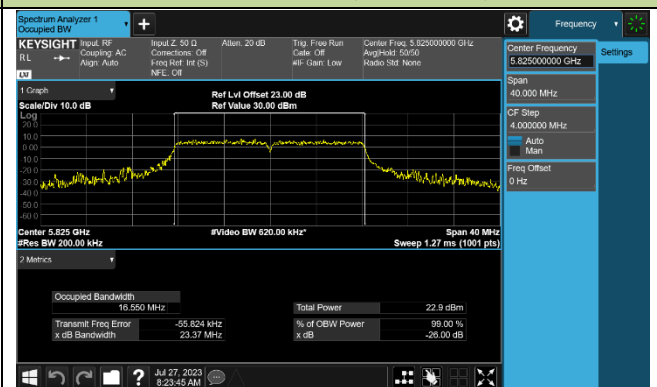 Spectrum Analyzer 1
Occupied BW
+
Frequency
KEYSIGHT
RL
LXI
Input: RF
Coupling: AC
Align: Auto
Input Z: 50 Ω
Corrections: Off
Freq Ref: Int (S)
NFE: Off
Atten: 20 dB
Trig: Free Run
Gate: Off
#IF Gain: Low
Center Freq: 5.825000000 GHz
Avg|Hold: 50/50
Radio Std: None
Center Frequency
5.825000000 GHz
Settings
Span
40.000 MHz
CF Step
4.000000 MHz
Auto
Man
Freq Offset
0 Hz
1 Graph
Scale/Div 10.0 dB
Ref Lvl Offset 23.00 dB
Ref Value 30.00 dBm
Log
20.0
10.0
0.00
-10.0
-20.0
-30.0
-40.0
-50.0
-60.0
Center 5.825 GHz
#Video BW 620.00 kHz*
Span 40 MHz
#Res BW 200.00 kHz
Sweep 1.27 ms (1001 pts)
2 Metrics
Occupied Bandwidth
16.550 MHz
Total Power
22.9 dBm
Transmit Freq Error
-55.824 kHz
% of OBW Power
99.00 %
x dB Bandwidth
23.37 MHz
x dB
-26.00 dB
?
Jul 27, 2023
8:23:45 AM